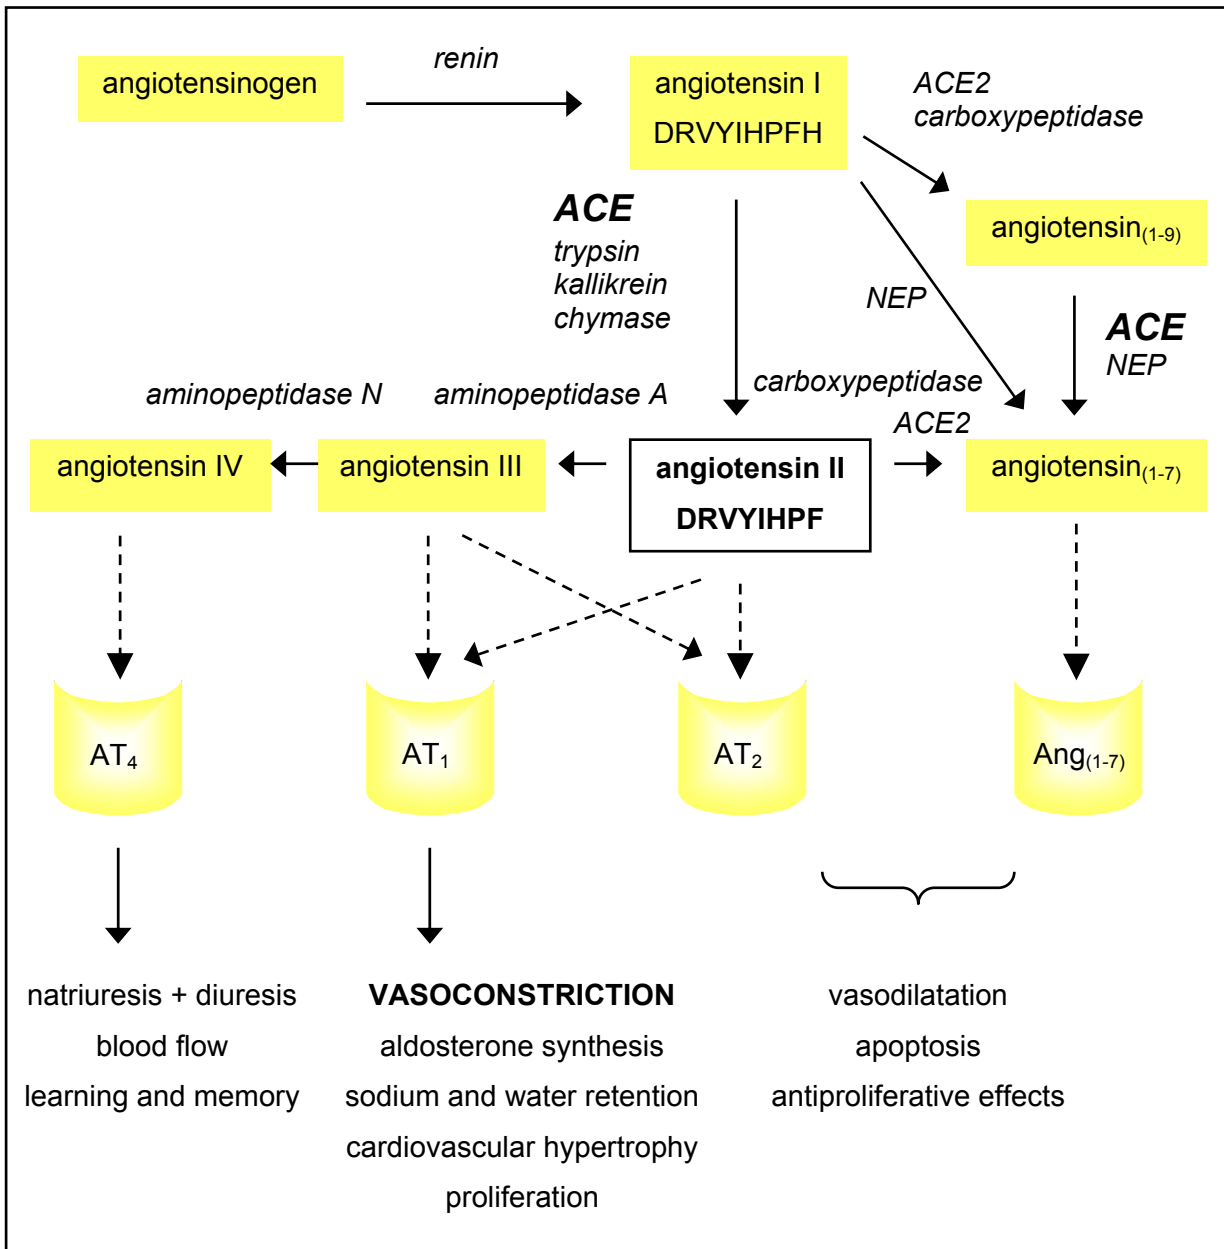 renin
angiotensinogen
angiotensin I
DRVYIHPFH
ACE2
carboxypeptidase
ACE
trypsin
kallikrein
chymase
angiotensin(1-9)
NEP
ACE
NEP
aminopeptidase N
aminopeptidase A
carboxypeptidase
ACE2
angiotensin IV
angiotensin III
angiotensin II
DRVYIHPF
angiotensin(1-7)
AT4
AT1
AT2
Ang(1-7)
natriuresis + diuresis
blood flow
learning and memory
VASOCONSTRICTION
aldosterone synthesis
sodium and water retention
cardiovascular hypertrophy
proliferation
vasodilatation
apoptosis
antiproliferative effects